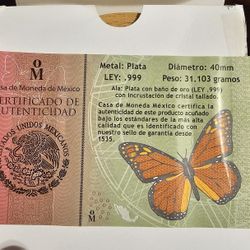 o
M
Casa de Moneda de México
CERTIFICADO DE
AUTENTICIDAD
ESTADOS UNIDOS MEXICANOS
Metal: Plata
Diámetro: 40mm
LEY: .999
Peso: 31.103 gramos
Ala: Plata con baño de oro (LEY .999)
con incrustación de cristal tallado.
Casa de Moneda de México certifica la
autenticidad de este producto acuñado
bajo los estándares de la más alta
calidad que es identificado con
nuestro sello de garantía desde
1535.
o
M